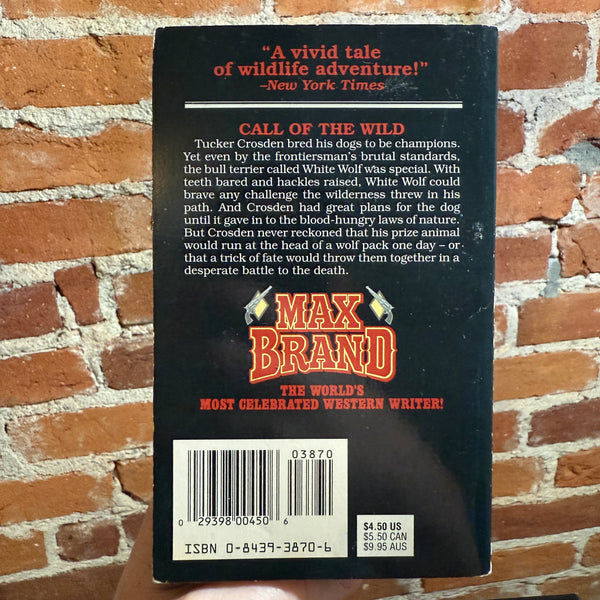 “A vivid tale
of wildlife adventure!”
–New York Times
CALL OF THE WILD
Tucker Crosden bred his dogs to be champions.
Yet even by the frontiersman's brutal standards,
the bull terrier called White Wolf was special. With
teeth bared and hackles raised, White Wolf could
brave any challenge the wilderness threw in his
path. And Crosden had great plans for the dog
until it gave in to the blood-hungry laws of nature.
But Crosden never reckoned that his prize animal
would run at the head of a wolf pack one day – or
that a trick of fate would throw them together in a
desperate battle to the death.
MAX
BRAND
THE WORLD'S
MOST CELEBRATED WESTERN WRITER!
03870
0 29398 00450 6
ISBN 0-8439-3870-6
$4.50 US
$5.50 CAN
$9.95 AUS